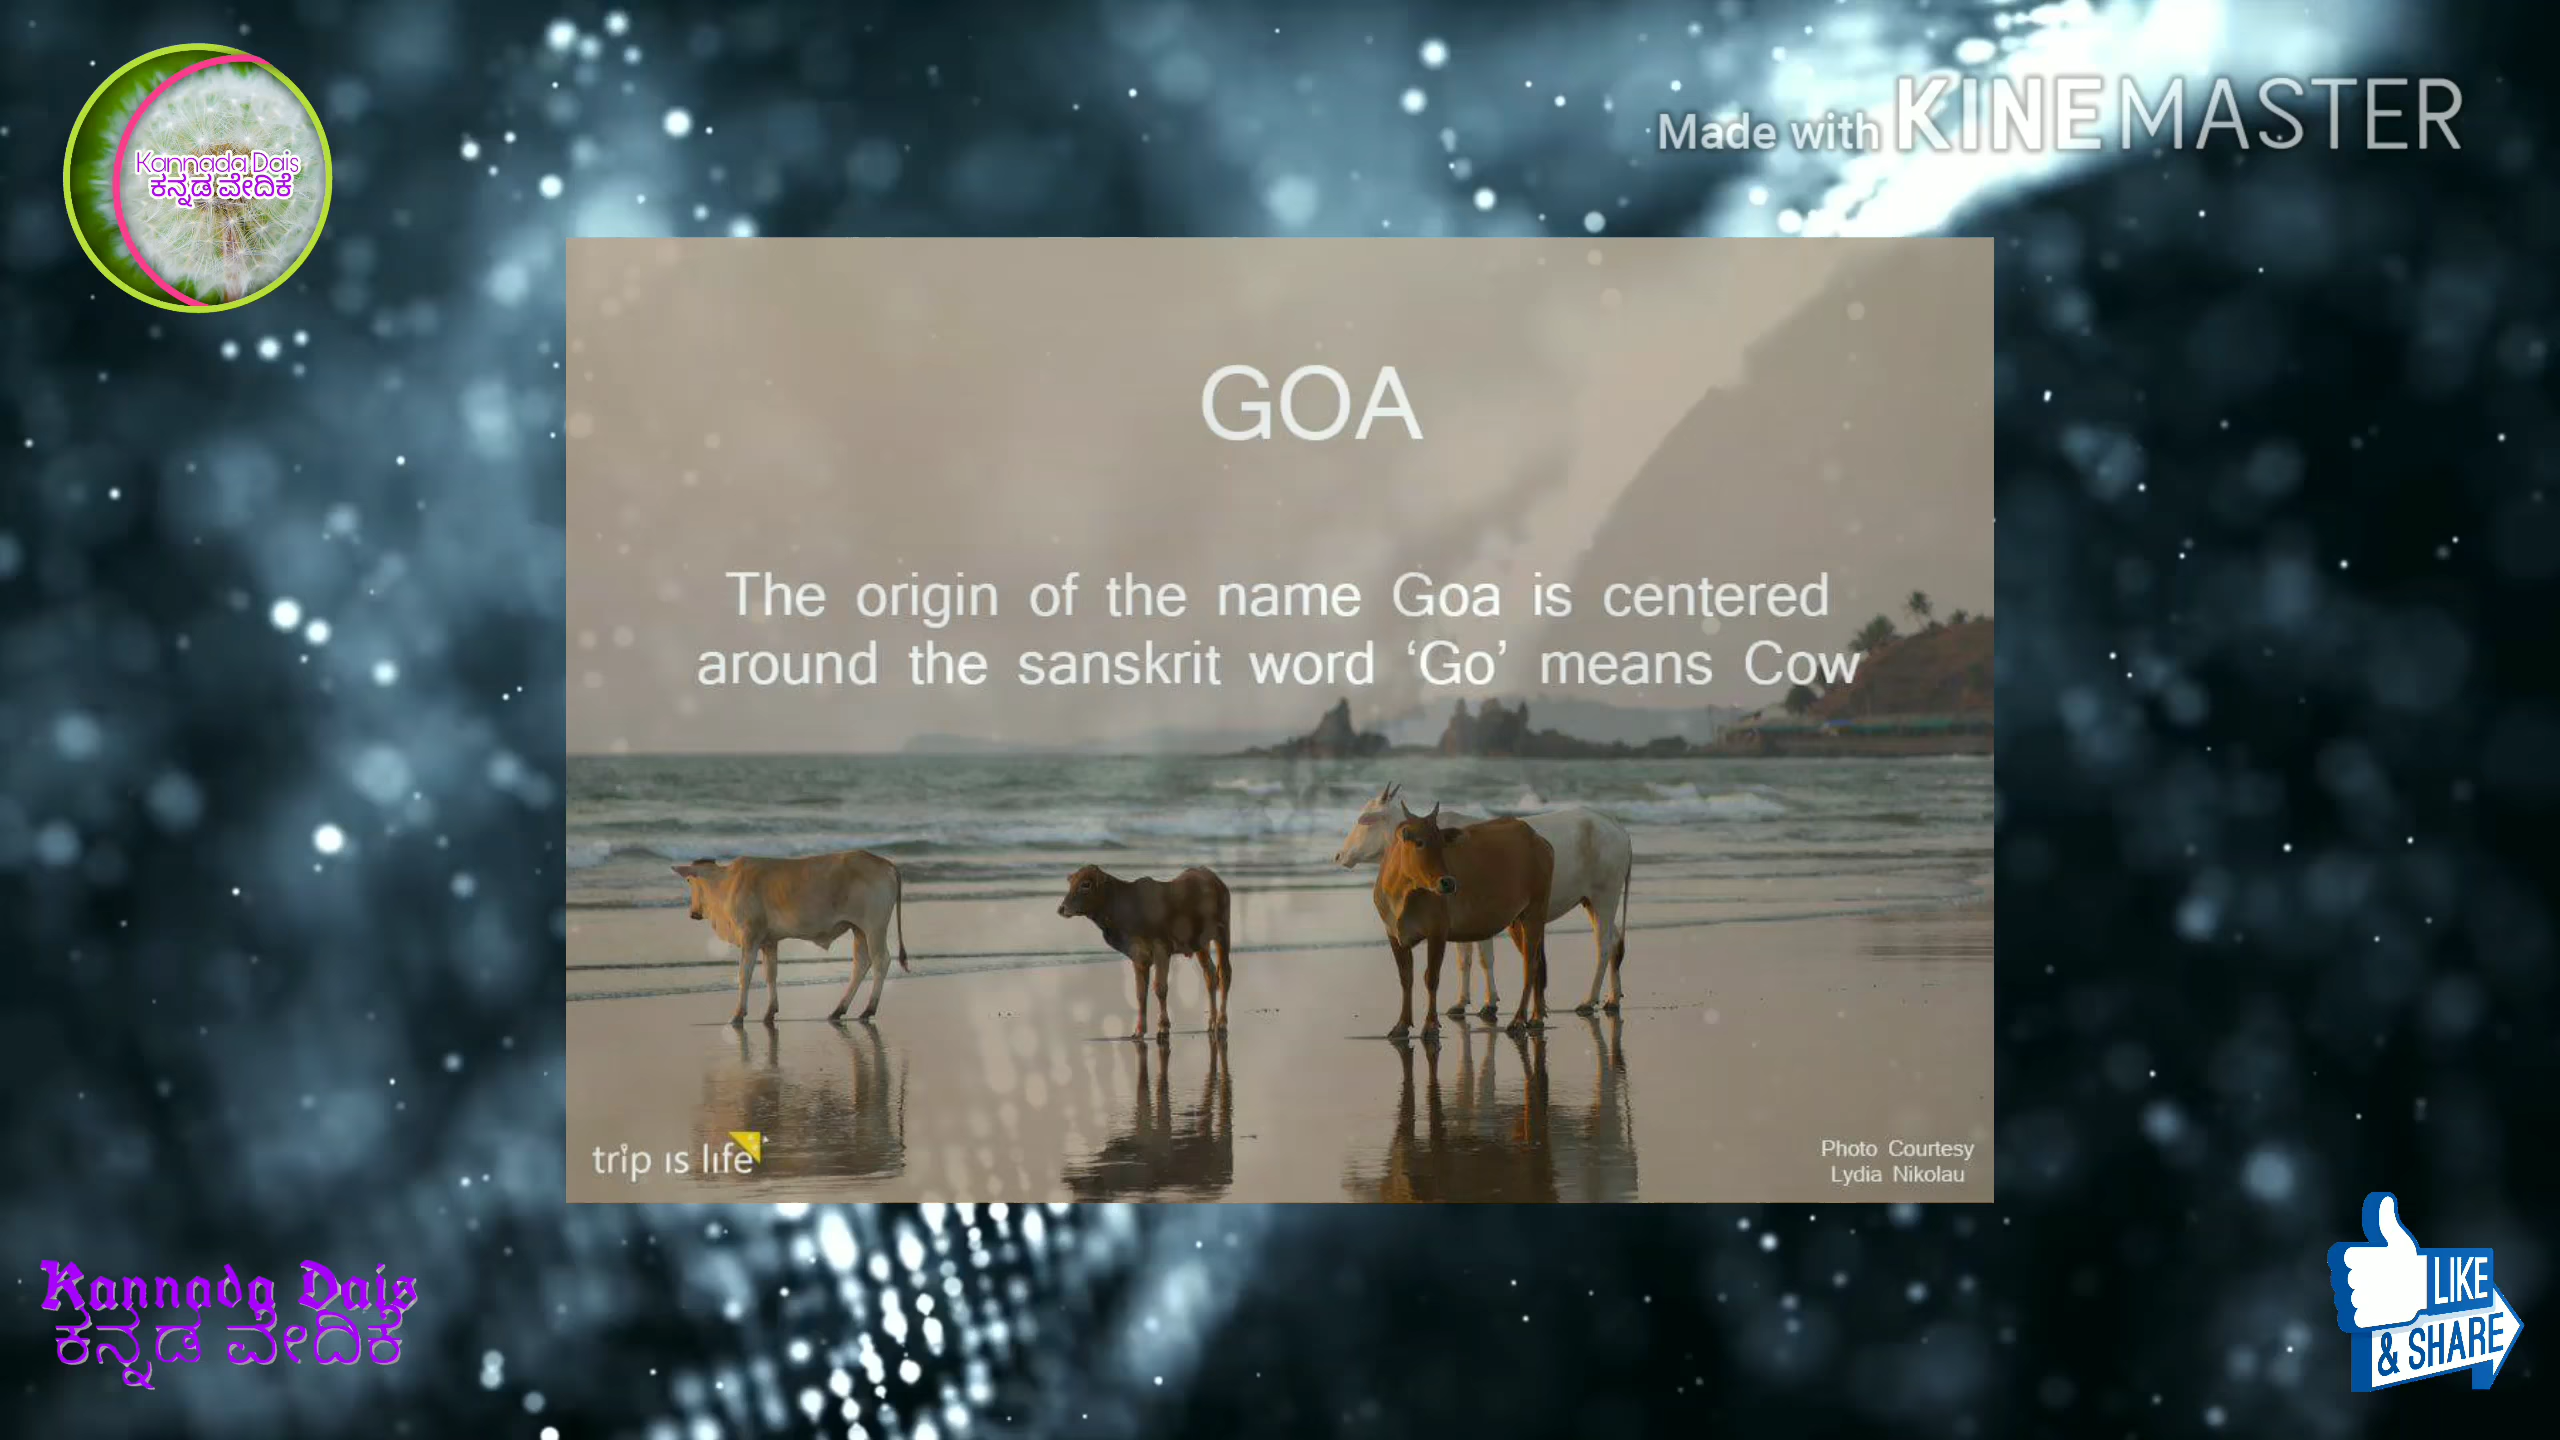 Kannada Dais
ಕನ್ನಡ ವೇದಿಕೆ
Made with KINEMASTER
GOA
The origin of the name Goa is centered
around the sanskrit word ‘Go’ means Cow
trip is life
Photo Courtesy
Lydia Nikolau
Kannada Dais
ಕನ್ನಡ ವೇದಿಕೆ
LIKE
& SHARE